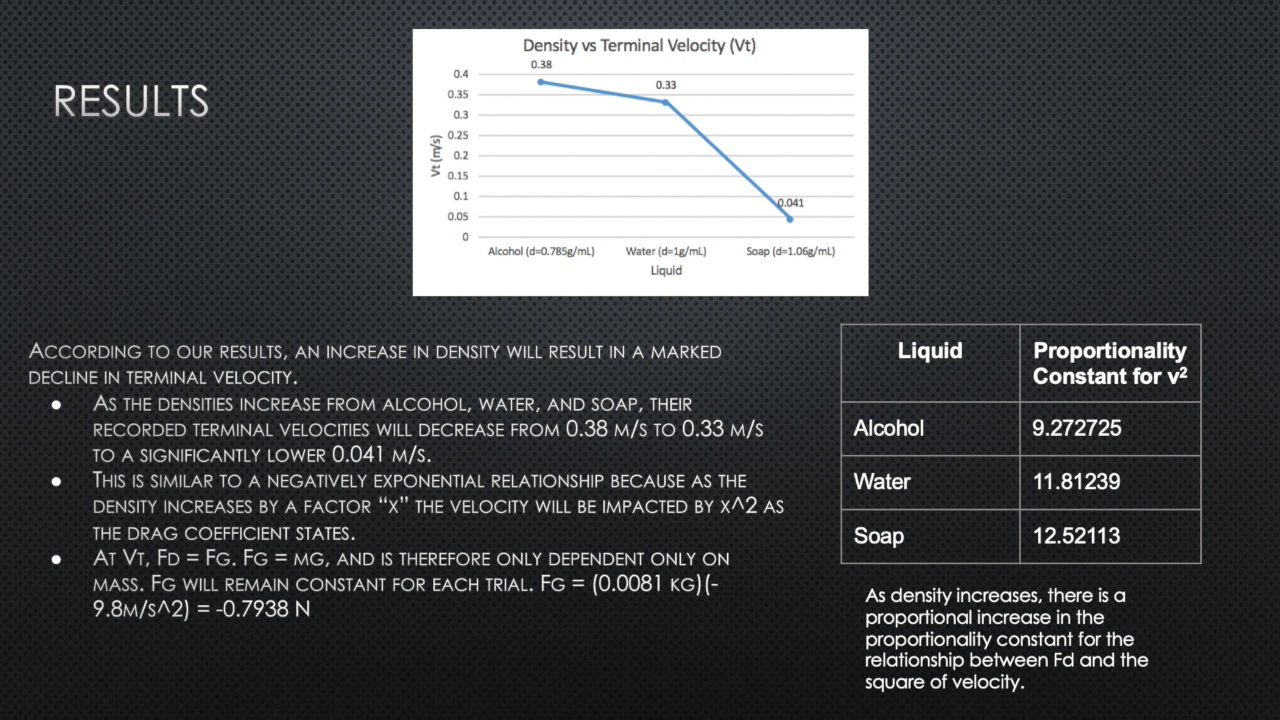 RESULTS
Density vs Terminal Velocity (Vt)
0.38
0.33
0.041
0.4
0.35
0.3
0.25
0.2
0.15
0.1
0.05
0
Vt (m/s)
Alcohol (d=0.785g/mL) Water (d=1g/mL) Soap (d=1.06g/mL)
Liquid
According to our results, an increase in density will result in a marked
decline in terminal velocity.
● As the densities increase from alcohol, water, and soap, their
recorded terminal velocities will decrease from 0.38 m/s to 0.33 m/s
to a significantly lower 0.041 m/s.
● This is similar to a negatively exponential relationship because as the
density increases by a factor “x” the velocity will be impacted by x^2 as
the drag coefficient states.
● At Vt, Fd = Fg. Fg = mg, and is therefore only dependent only on
mass. Fg will remain constant for each trial. Fg = (0.0081 kg)(-
9.8m/s^2) = -0.7938 N
Liquid Proportionality
Constant for v²
Alcohol 9.272725
Water 11.81239
Soap 12.52113
As density increases, there is a
proportional increase in the
proportionality constant for the
relationship between Fd and the
square of velocity.